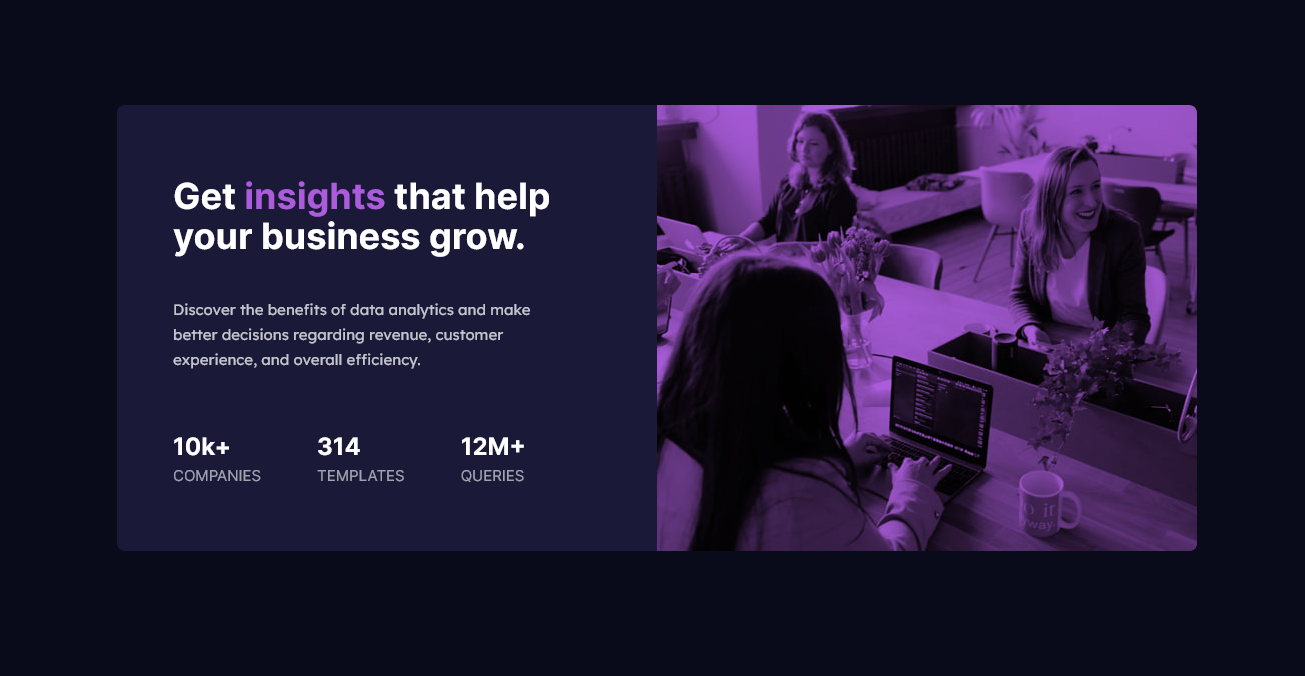 Get insights that help
your business grow.
Discover the benefits of data analytics and make
better decisions regarding revenue, customer
experience, and overall efficiency.
10k+ 314 12M+
COMPANIES TEMPLATES QUERIES